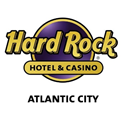 Hard Rock
HOTEL & CASINO
ATLANTIC CITY